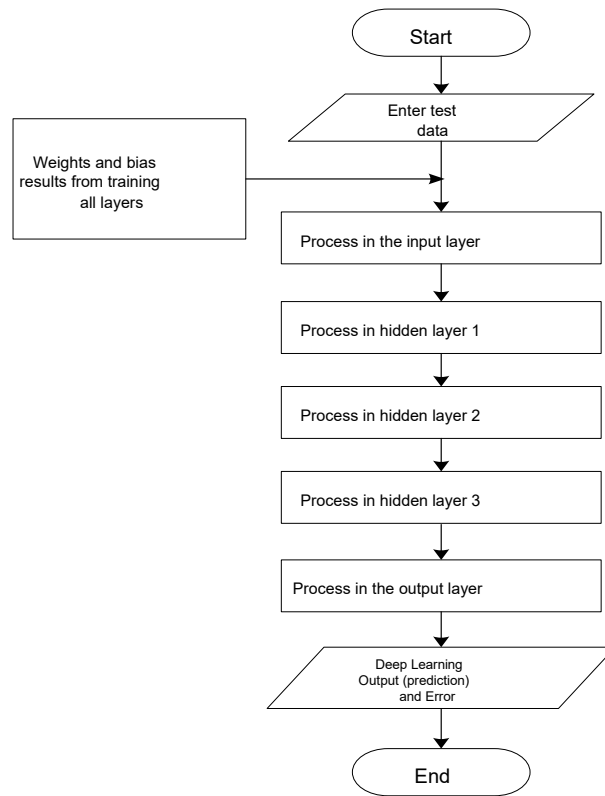 Start
Enter test
data
Weights and bias
results from training
all layers
Process in the input layer
Process in hidden layer 1
Process in hidden layer 2
Process in hidden layer 3
Process in the output layer
Deep Learning
Output (prediction)
and Error
End